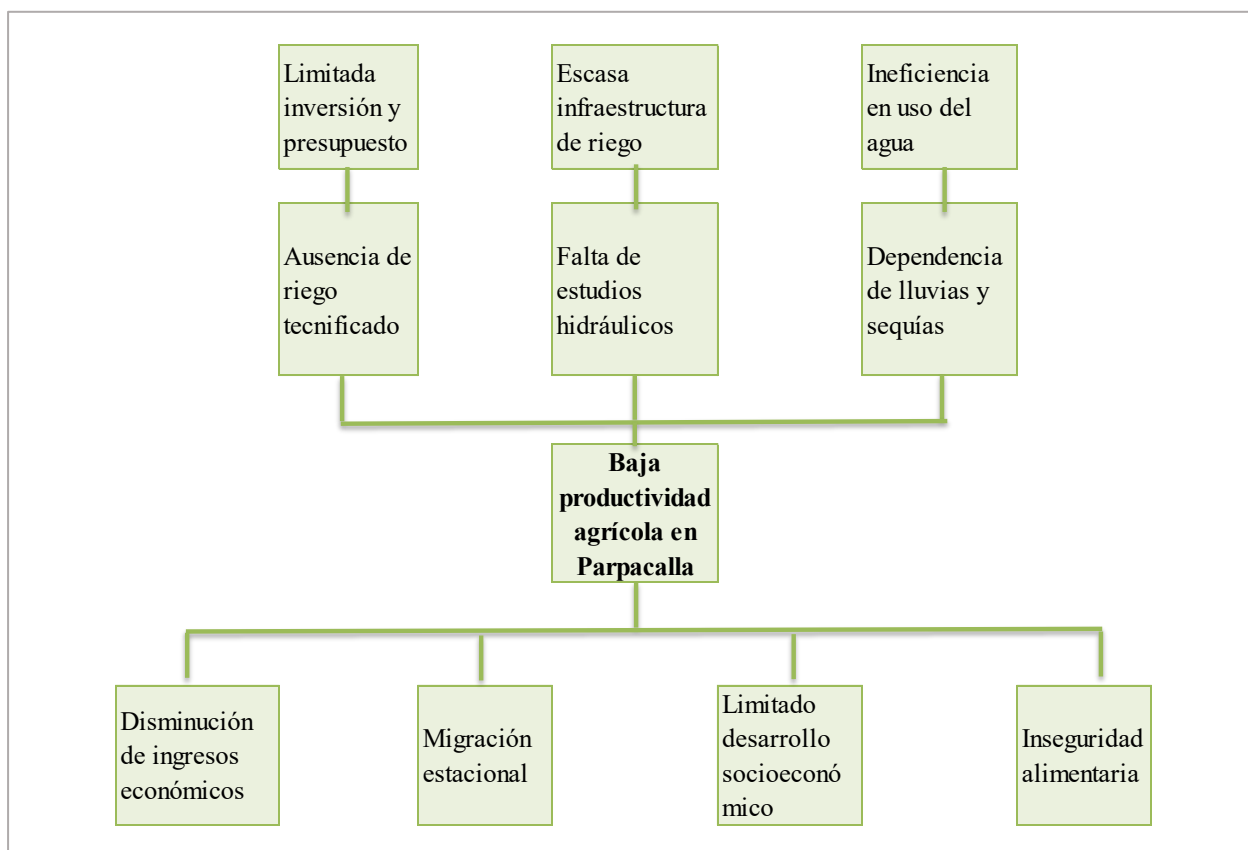 Limitada
inversión y
presupuesto
Escasa
infraestructura
de riego
Ineficiencia
en uso del
agua
Ausencia de
riego
tecnificado
Falta de
estudios
hidráulicos
Dependencia
de lluvias y
sequías
Baja
productividad
agrícola en
Parpacalla
Disminución
de ingresos
económicos
Migración
estacional
Limitado
desarrollo
socioeconó
mico
Inseguridad
alimentaria